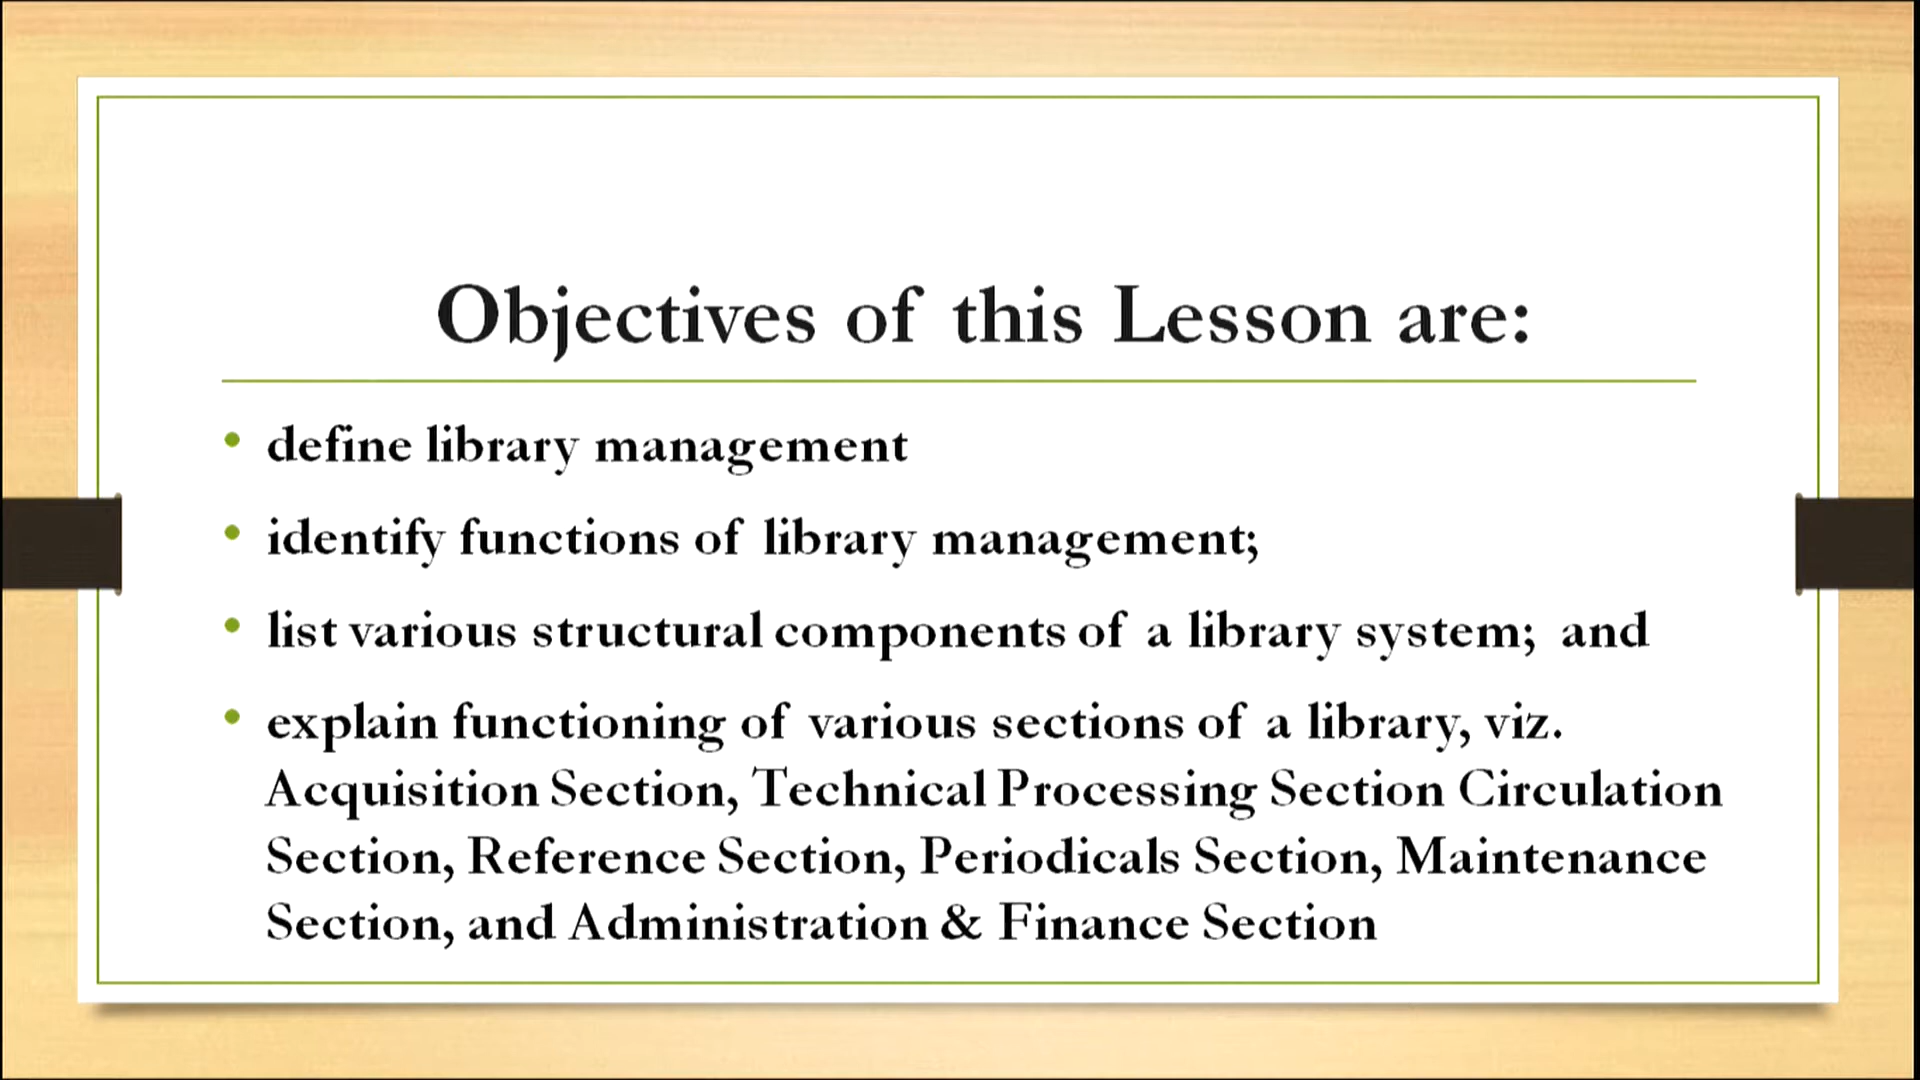 Objectives of this Lesson are:
• define library management
• identify functions of library management;
• list various structural components of a library system; and
• explain functioning of various sections of a library, viz.
Acquisition Section, Technical Processing Section Circulation
Section, Reference Section, Periodicals Section, Maintenance
Section, and Administration & Finance Section